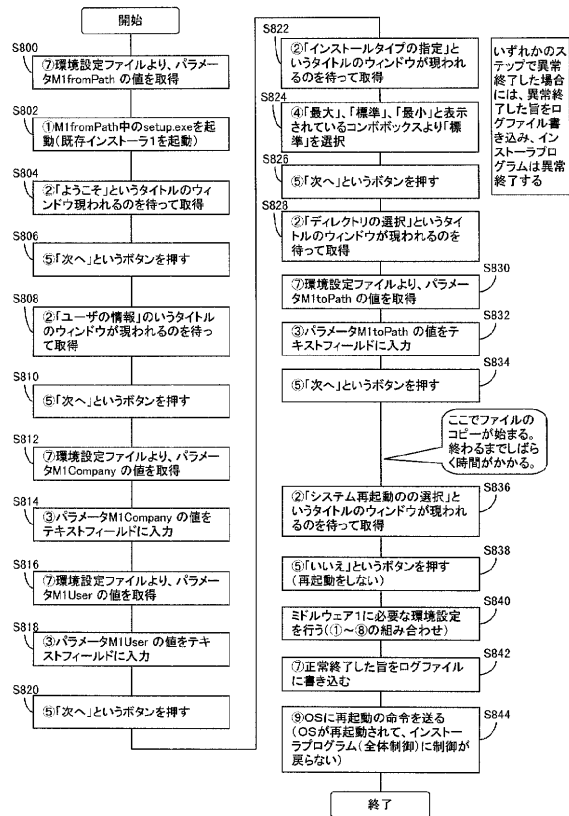 開始
S800
⑦環境設定ファイルより、パラメー
タM1fromPath の値を取得
S802
①M1fromPath中のsetup.exeを起
動(既存インストーラ1を起動)
S804
②「ようこそ」というタイトルのウィ
ンドウ現われるのを待って取得
S806
⑤「次へ」というボタンを押す
S808
②「ユーザの情報」のいうタイトル
のウィンドウが現われるのを待っ
て取得
S810
⑤「次へ」というボタンを押す
S812
⑦環境設定ファイルより、パラメ
ータM1Company の値を取得
S814
③パラメータM1Company の値を
テキストフィールドに入力
S816
⑦環境設定ファイルより、パラメー
タM1User の値を取得
S818
③パラメータM1User の値をテキ
ストフィールドに入力
S820
⑤「次へ」というボタンを押す
S822
②「インストールタイプの指定」と
いうタイトルのウィンドウが現われ
るのを待って取得
S824
④「最大」、「標準」、「最小」と表示
されているコンボボックスより「標
準」を選択
S826
⑤「次へ」というボタンを押す
S828
②「ディレクトリの選択」というタイ
トルのウィンドウが現われるのを
待って取得
S830
⑦環境設定ファイルより、パラメー
タM1toPath の値を取得
S832
③パラメータM1toPath の値をテ
キストフィールドに入力
S834
⑤「次へ」というボタンを押す
ここでファイルの
コピーが始まる。
終わるまでしばら
く時間がかかる。
S836
②「システム再起動のの選択」と
いうタイトルのウィンドウが現われ
るのを待って取得
S838
⑤「いいえ」というボタンを押す
(再起動をしない)
S840
ミドルウェア1に必要な環境設定
を行う(①～⑧の組み合わせ)
S842
⑦正常終了した旨をログファイル
に書き込む
S844
⑨OSに再起動の命令を送る
(OSが再起動されて、インストー
ラプログラム(全体制御)に制御が
戻らない)
終了
いずれかのス
テップで異常
終了した場合
には、異常終
了した旨をロ
グファイル書
き込み、インス
トーラプログ
ラムは異常
終了する